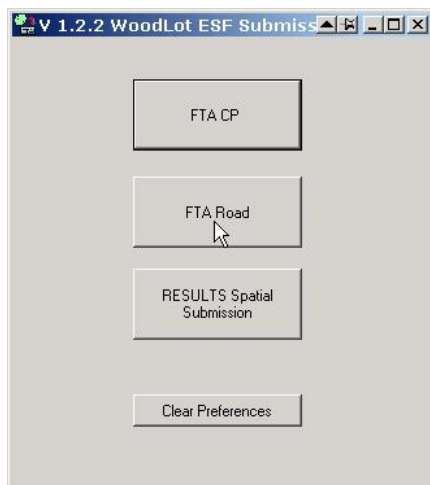 V 1.2.2 WoodLot ESF Submiss
FTA CP
FTA Road
RESULTS Spatial
Submission
Clear Preferences